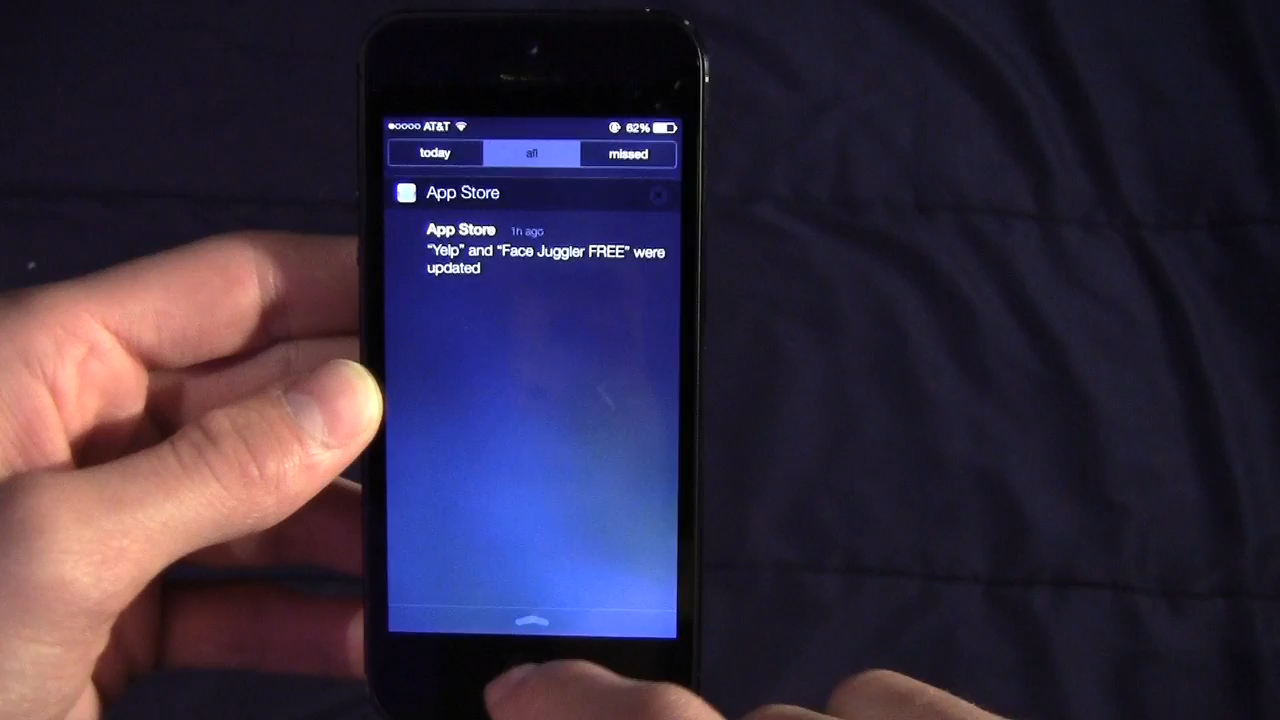 AT&T 62%
today all missed
App Store
App Store 1h ago
“Yelp” and “Face Juggler FREE” were
updated